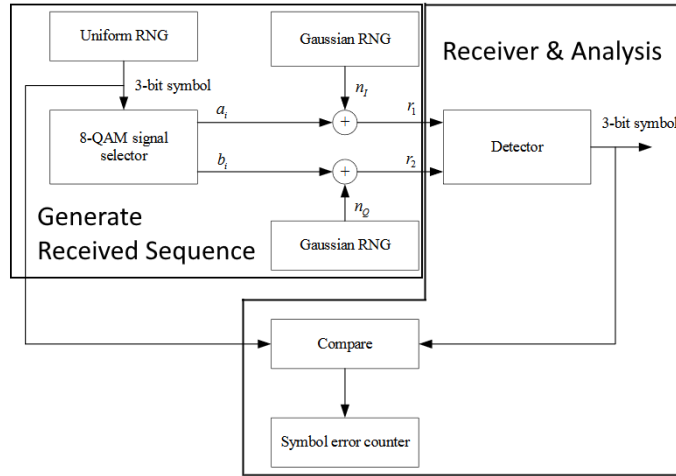 Uniform RNG
Gaussian RNG
Receiver & Analysis
3-bit symbol
n_I
8-QAM signal
selector
a_i
+
r_1
Detector
3-bit symbol
b_i
+
r_2
n_Q
Generate
Received Sequence
Gaussian RNG
Compare
Symbol error counter